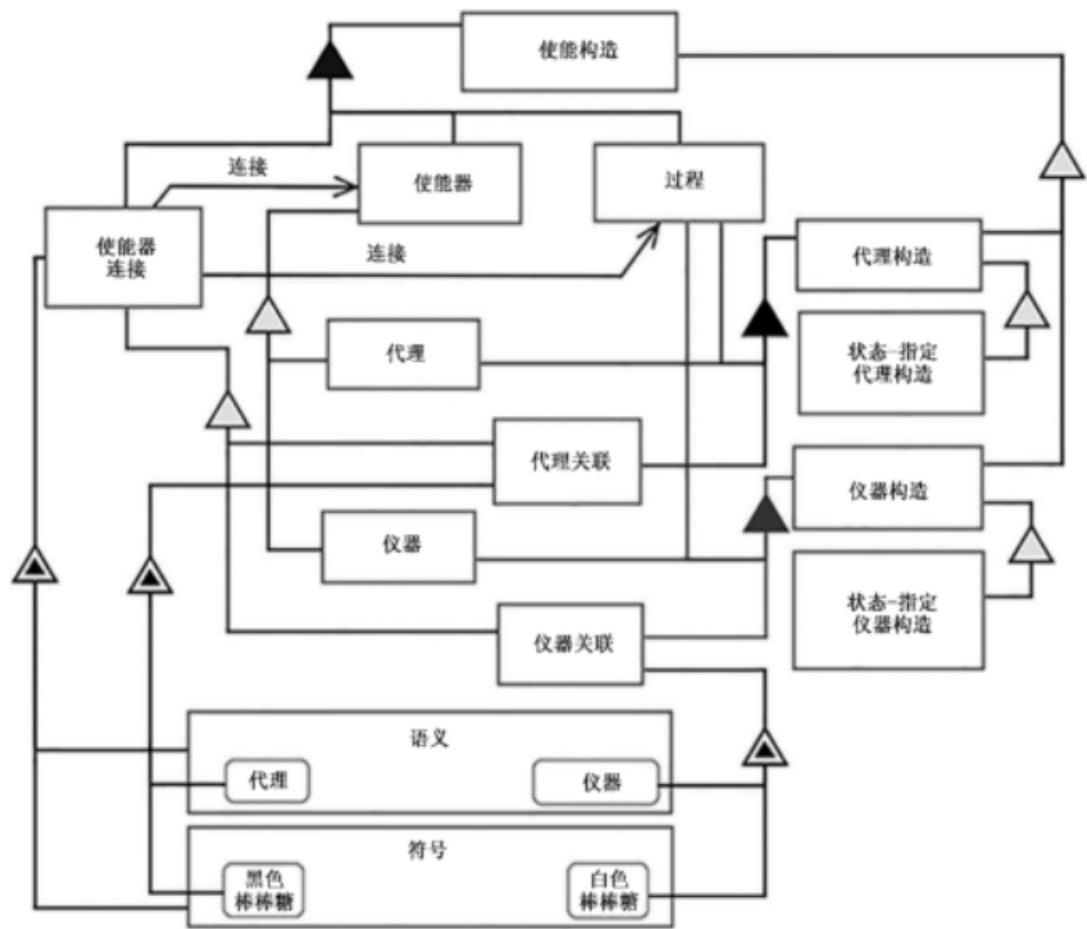 使能构造
使能器
过程
连接
使能器
连接
连接
代理构造
代理
状态-指定
代理构造
代理关联
仪器构造
仪器
状态-指定
仪器构造
仪器关联
语义
代理
仪器
符号
黑色
棒棒糖
白色
棒棒糖